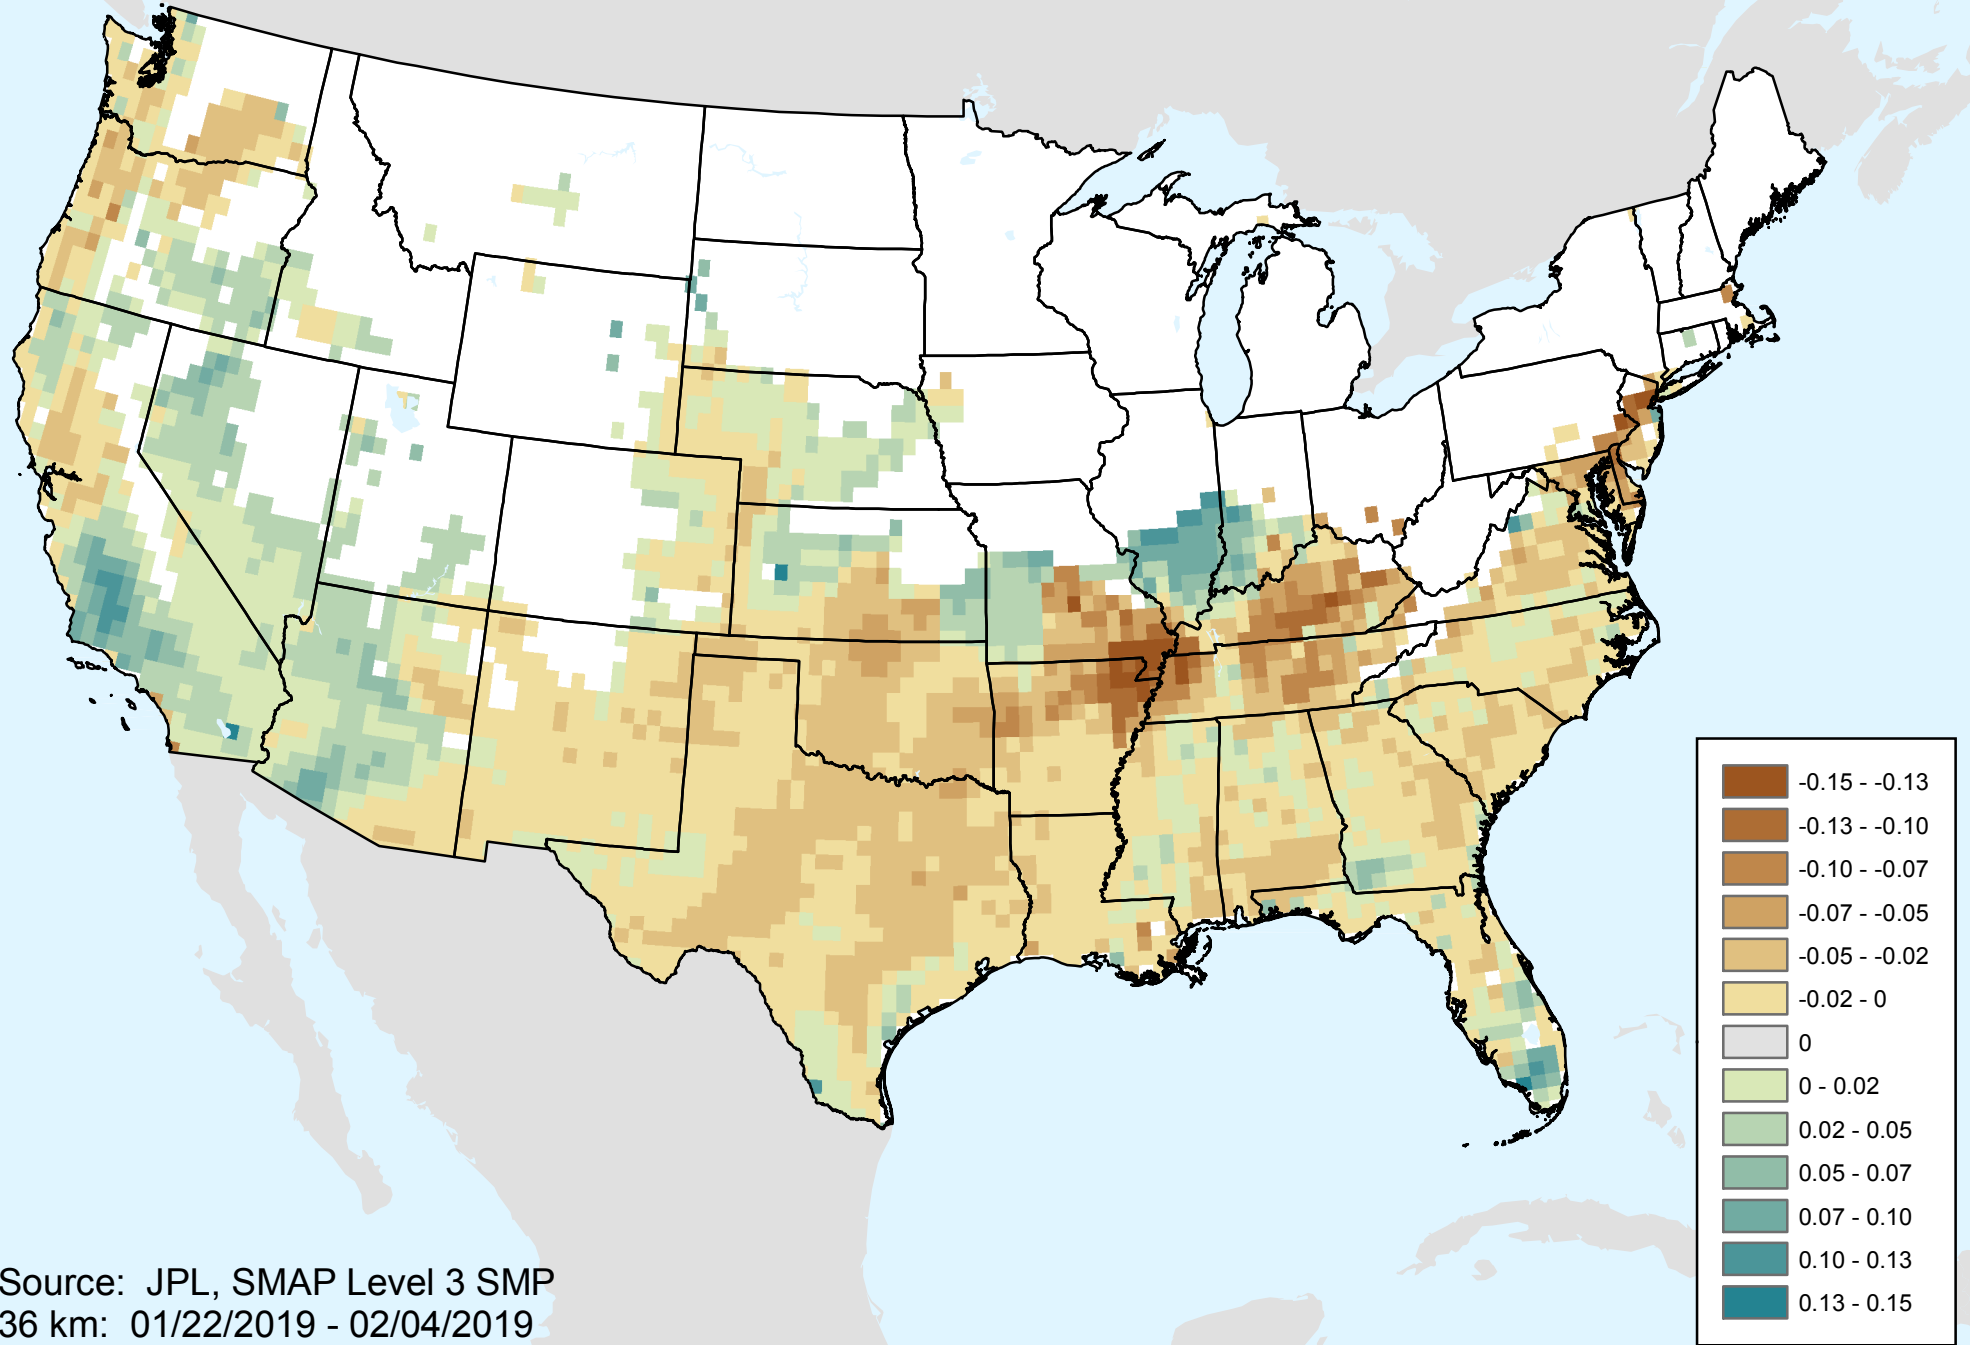 -0.15 - -0.13
-0.13 - -0.10
-0.10 - -0.07
-0.07 - -0.05
-0.05 - -0.02
-0.02 - 0
0
0 - 0.02
0.02 - 0.05
0.05 - 0.07
0.07 - 0.10
0.10 - 0.13
0.13 - 0.15
Source: JPL, SMAP Level 3 SMP
36 km: 01/22/2019 - 02/04/2019